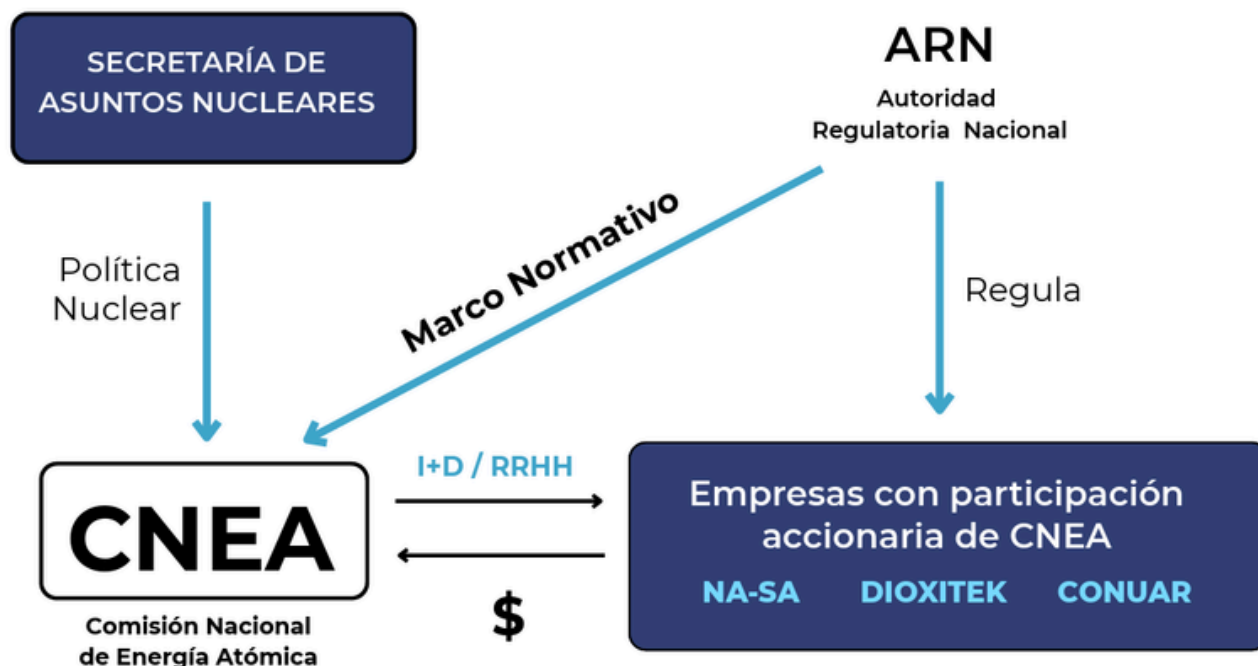 SECRETARÍA DE
ASUNTOS NUCLEARES
ARN
Autoridad
Regulatoria Nacional
Política
Nuclear
Marco Normativo
Regula
CNEA
Comisión Nacional
de Energía Atómica
I+D / RRHH
$
Empresas con participación
accionaria de CNEA
NA-SA DIOXITEK CONUAR